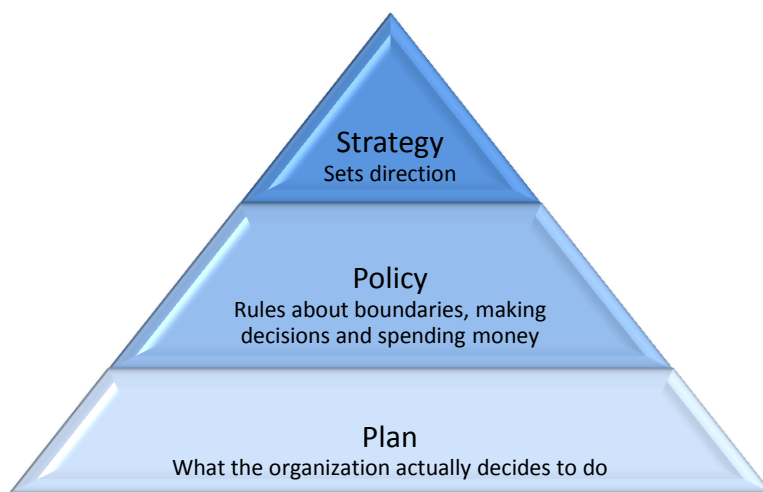 Strategy
Sets direction
Policy
Rules about boundaries, making
decisions and spending money
Plan
What the organization actually decides to do